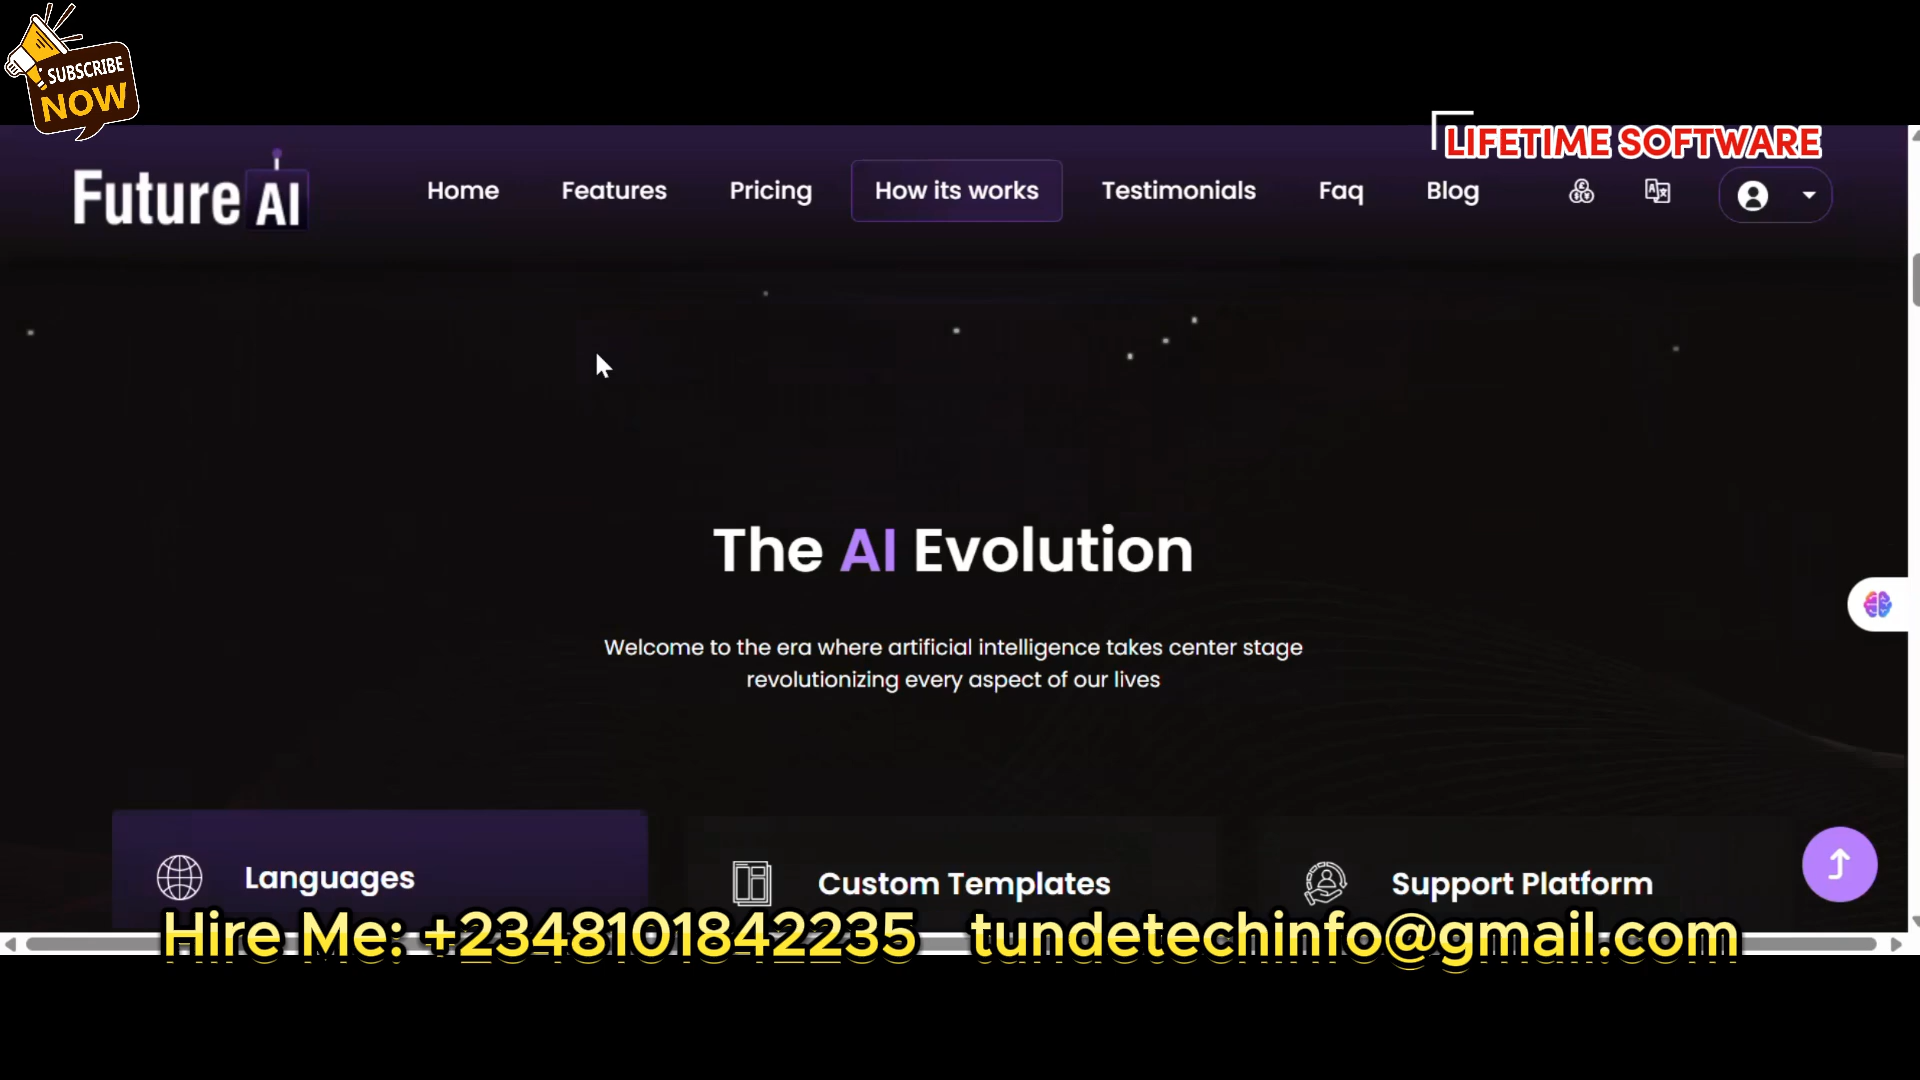 SUBSCRIBE
NOW
LIFETIME SOFTWARE
Future AI
Home
Features
Pricing
How its works
Testimonials
Faq
Blog
The AI Evolution
Welcome to the era where artificial intelligence takes center stage
revolutionizing every aspect of our lives
Languages
Custom Templates
Support Platform
Hire Me: +2348101842235 tundetechinfo@gmail.com